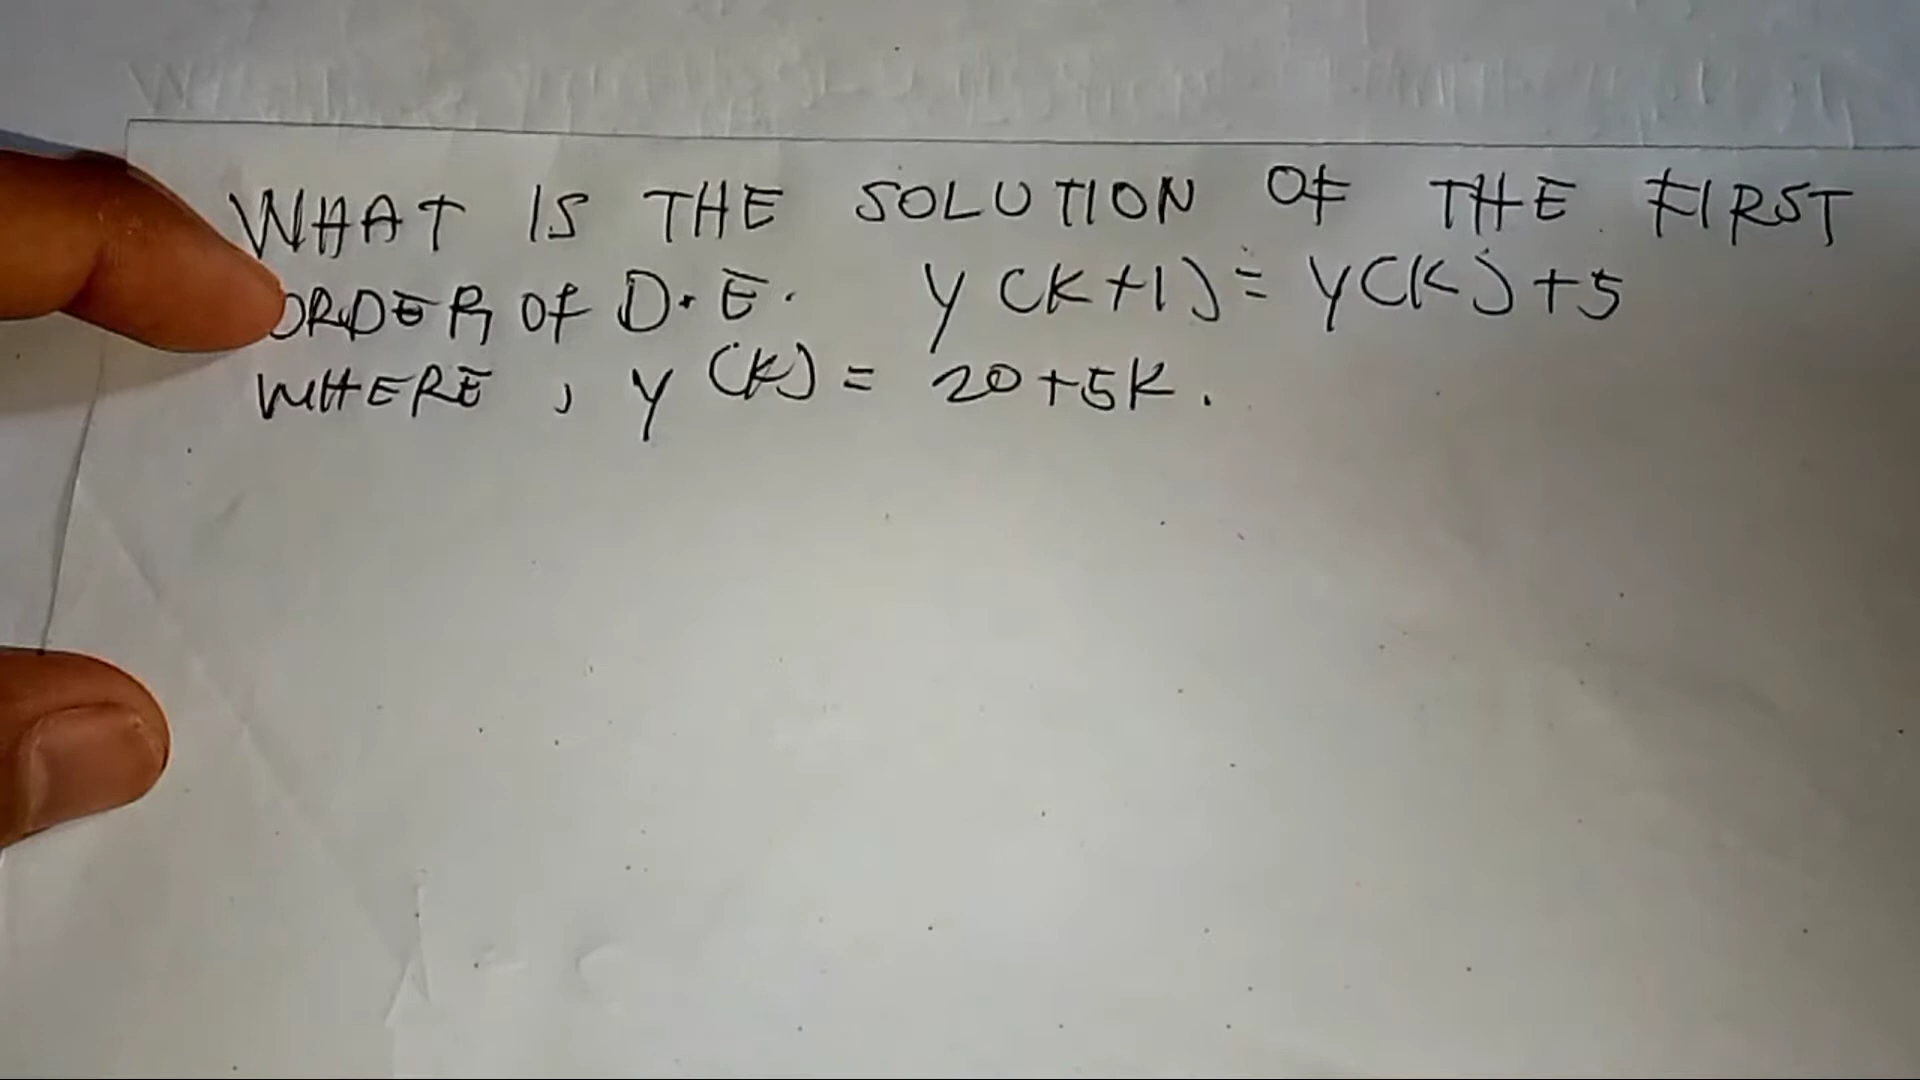 WHAT IS THE SOLUTION OF THE FIRST
ORDER OF D.E. Y(K+1) = Y(K)+5
WHERE, Y(K) = 20+5K.